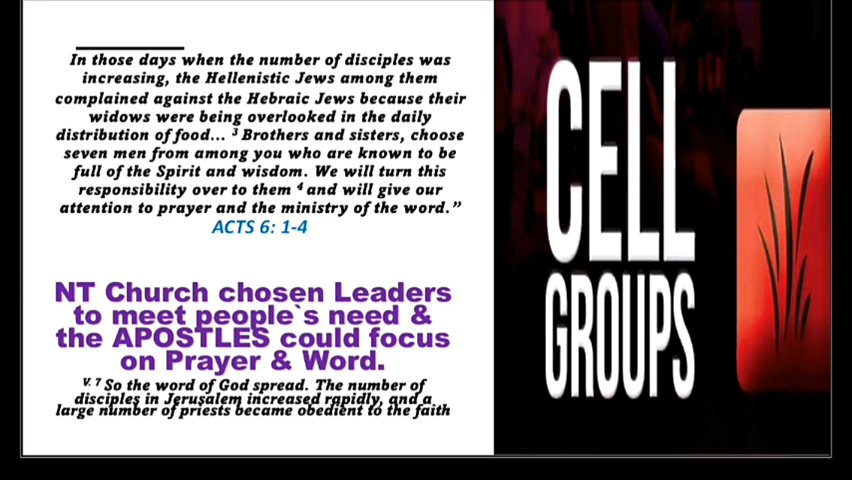 In those days when the number of disciples was
increasing, the Hellenistic Jews among them
complained against the Hebraic Jews because their
widows were being overlooked in the daily
distribution of food... 3 Brothers and sisters, choose
seven men from among you who are known to be
full of the Spirit and wisdom. We will turn this
responsibility over to them 4 and will give our
attention to prayer and the ministry of the word.”
ACTS 6: 1-4
NT Church chosen Leaders
to meet people`s need &
the APOSTLES could focus
on Prayer & Word.
V. 7 So the word of God spread. The number of
disciples in Jerusalem increased rapidly, and a
large number of priests became obedient to the faith
CELL
GROUPS